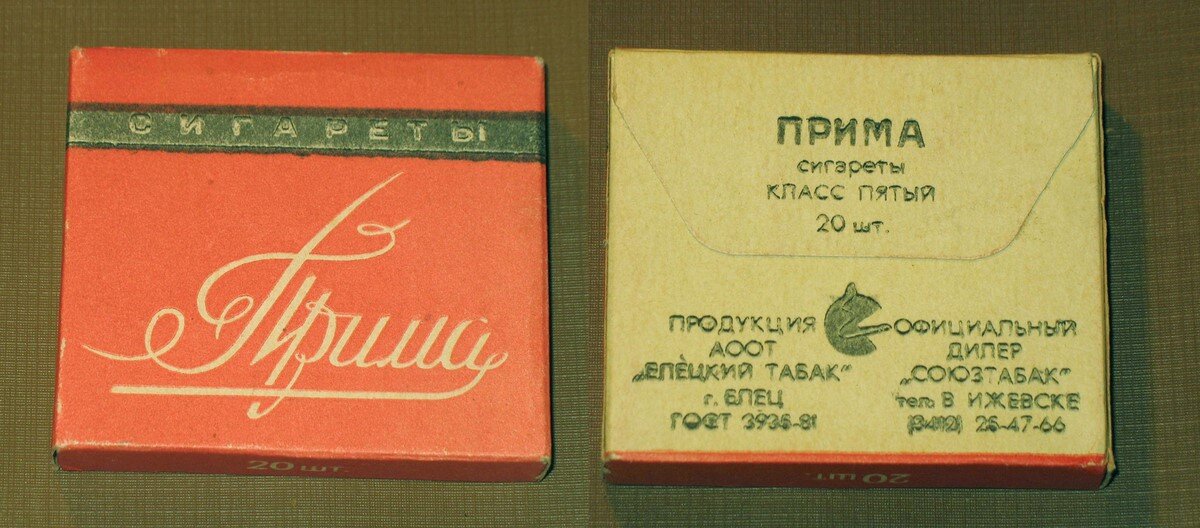 СИГАРЕТЫ
Прима
20 шт.
ПРИМА
сигареты
КЛАСС ПЯТЫЙ
20 шт.
ПРОДУКЦИЯ
АООТ
„ЕЛЕЦКИЙ ТАБАК“
г. ЕЛЕЦ
ГОСТ 3935-81
ОФИЦИАЛЬНЫЙ
ДИЛЕР
„СОЮЗТАБАК“
тел. В ИЖЕВСКЕ
(3412) 25-47-66
20 шт.